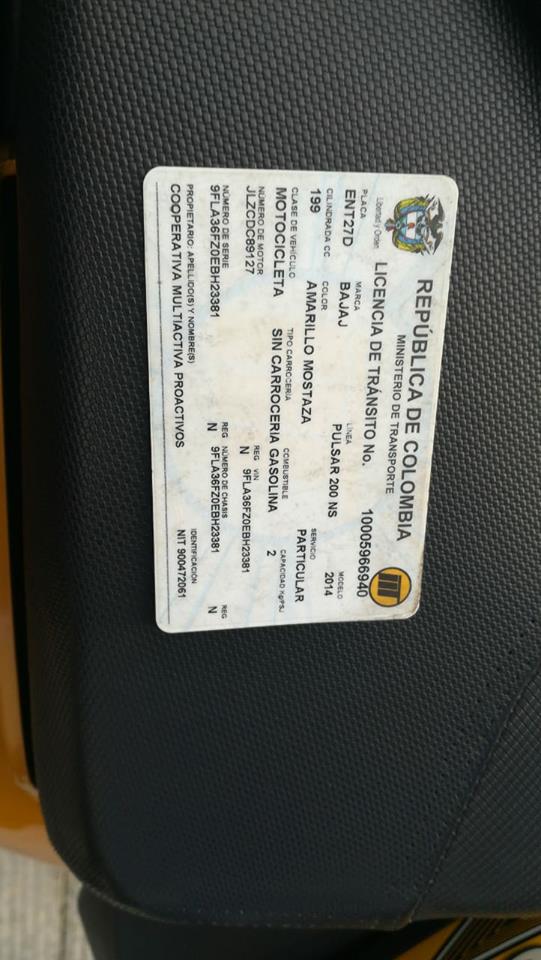 REPÚBLICA DE COLOMBIA
MINISTERIO DE TRANSPORTE
Libertad y Orden
LICENCIA DE TRÁNSITO No. 10005966940
PLACA MARCA LÍNEA MODELO
ENT27D BAJAJ PULSAR 200 NS 2014
CILINDRADA CC COLOR SERVICIO
199 AMARILLO MOSTAZA PARTICULAR
CLASE DE VEHÍCULO TIPO CARROCERÍA COMBUSTIBLE CAPACIDAD Kg/PSJ
MOTOCICLETA SIN CARROCERIA GASOLINA 2
NÚMERO DE MOTOR REG VIN
JLZCDC89127 N 9FLA36FZ0EBH23381
NÚMERO DE SERIE REG NÚMERO DE CHASIS REG
9FLA36FZ0EBH23381 N 9FLA36FZ0EBH23381 N
PROPIETARIO: APELLIDO(S) Y NOMBRE(S) IDENTIFICACIÓN
COOPERATIVA MULTIACTIVA PROACTIVOS NIT 900472061